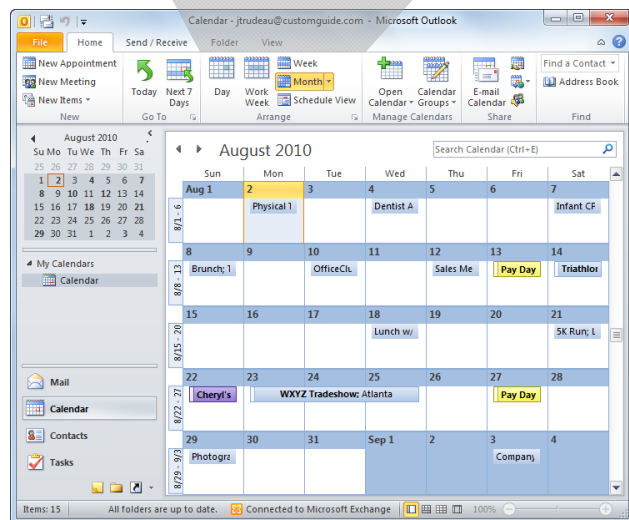 Calendar - jtrudeau@customguide.com - Microsoft Outlook
File Home Send / Receive Folder View
New Appointment
New Meeting
New Items
New
Today
Next 7 Days
Go To
Day
Work Week
Week
Month
Schedule View
Arrange
Open Calendar
Calendar Groups
Manage Calendars
E-mail Calendar
Share
Find a Contact
Address Book
Find
August 2010
Su Mo Tu We Th Fr Sa
25 26 27 28 29 30 31
1 2 3 4 5 6 7
8 9 10 11 12 13 14
15 16 17 18 19 20 21
22 23 24 25 26 27 28
29 30 31 1 2 3 4
My Calendars
Calendar
Mail
Calendar
Contacts
Tasks
August 2010
Search Calendar (Ctrl+E)
Sun Mon Tue Wed Thu Fri Sat
8/1 - 6
Aug 1 2 3 4 5 6 7
Physical T Dentist A Infant CF
8/8 - 13
8 9 10 11 12 13 14
Brunch; T OfficeClu Sales Me Pay Day Triathlon
8/15 - 20
15 16 17 18 19 20 21
Lunch w/ 5K Run; L
8/22 - 27
22 23 24 25 26 27 28
Cheryl's WXYZ Tradeshow; Atlanta Pay Day
8/29 - 9/3
29 30 31 Sep 1 2 3 4
Photogra Company
Items: 15 All folders are up to date. Connected to Microsoft Exchange 100%